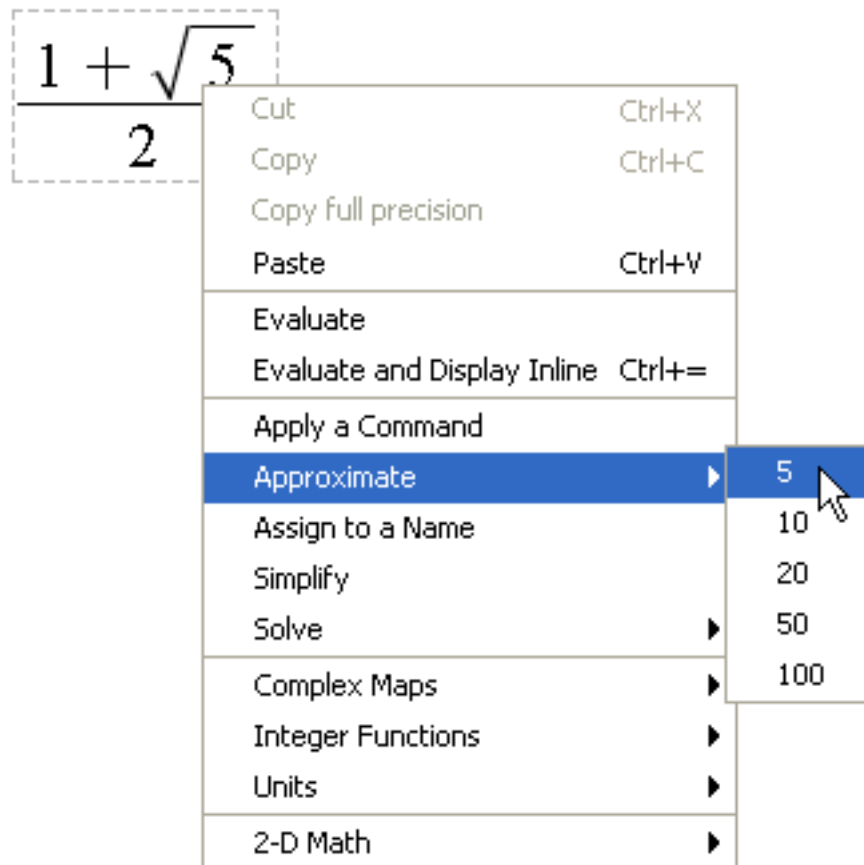 1 + √5
2
Cut Ctrl+X
Copy Ctrl+C
Copy full precision
Paste Ctrl+V
Evaluate
Evaluate and Display Inline Ctrl+=
Apply a Command
Approximate
5
10
20
50
100
Assign to a Name
Simplify
Solve
Complex Maps
Integer Functions
Units
2-D Math